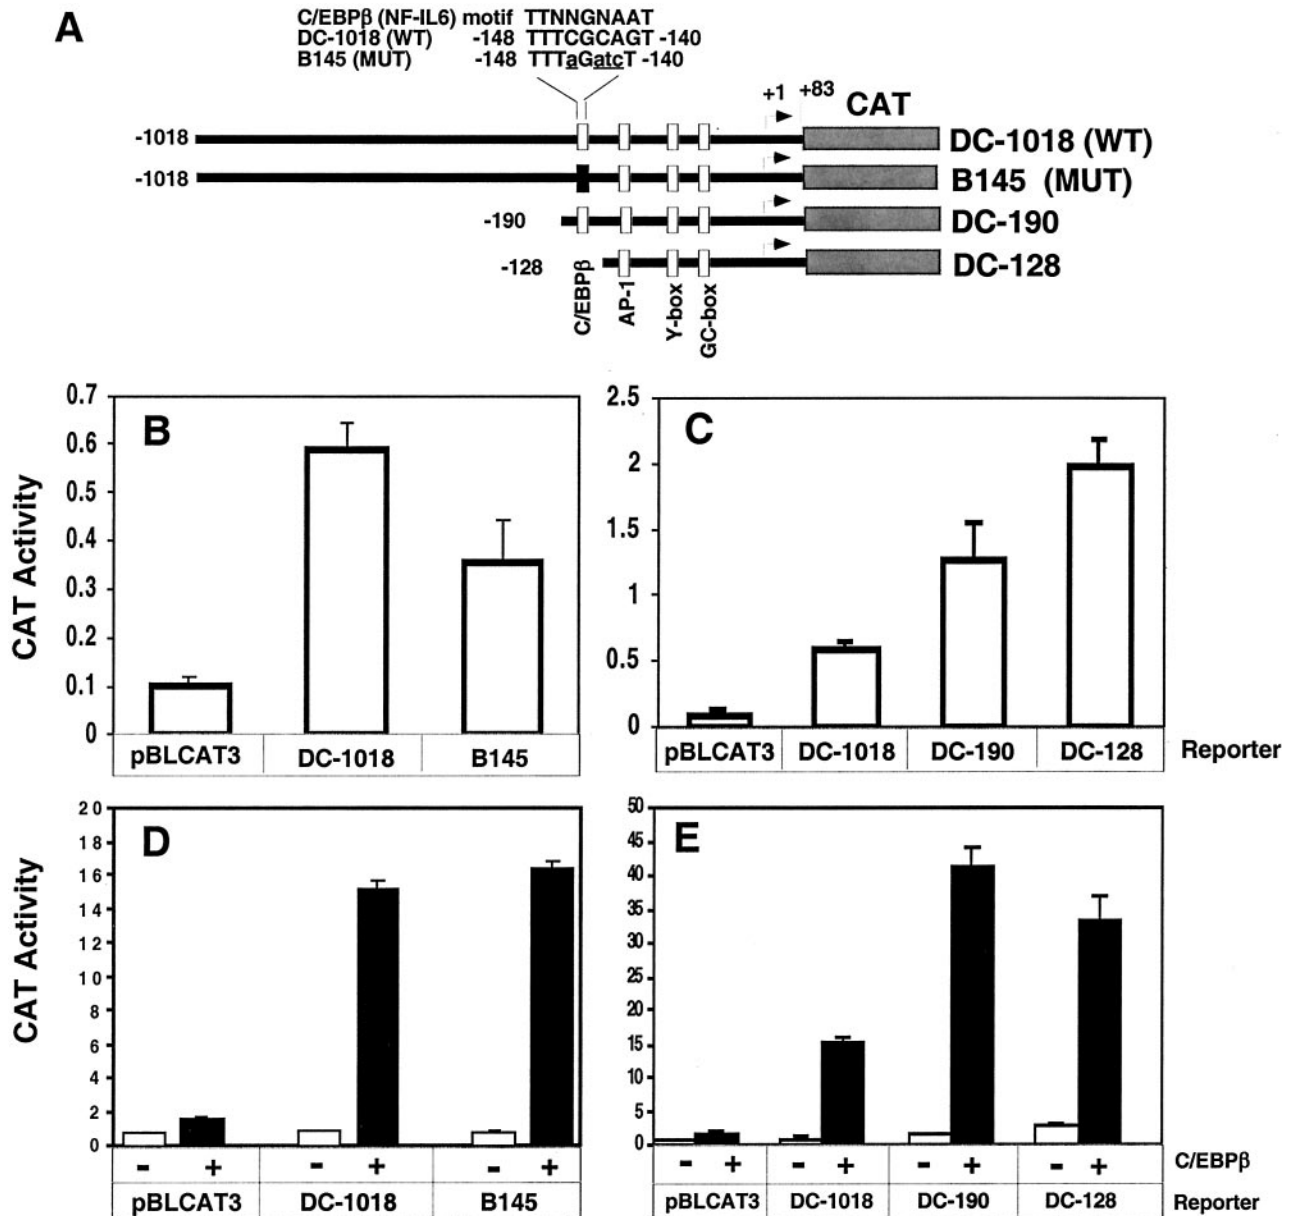 A
C/EBPβ (NF-IL6) motif TTNNGNAAT
DC-1018 (WT) -148 TTTCGCAGT -140
B145 (MUT) -148 TTTaGatcT -140
+1 +83 CAT
-1018 DC-1018 (WT)
-1018 B145 (MUT)
-190 DC-190
-128 DC-128
C/EBPβ AP-1 Y-box GC-box
B
CAT Activity
0.7
0.6
0.5
0.4
0.3
0.2
0.1
0
pBLCAT3 DC-1018 B145
C
2.5
2
1.5
1
0.5
0
pBLCAT3 DC-1018 DC-190 DC-128 Reporter
D
CAT Activity
20
18
16
14
12
10
8
6
4
2
0
- + - + - +
pBLCAT3 DC-1018 B145
E
50
45
40
35
30
25
20
15
10
5
0
- + - + - + - + C/EBPβ
pBLCAT3 DC-1018 DC-190 DC-128 Reporter